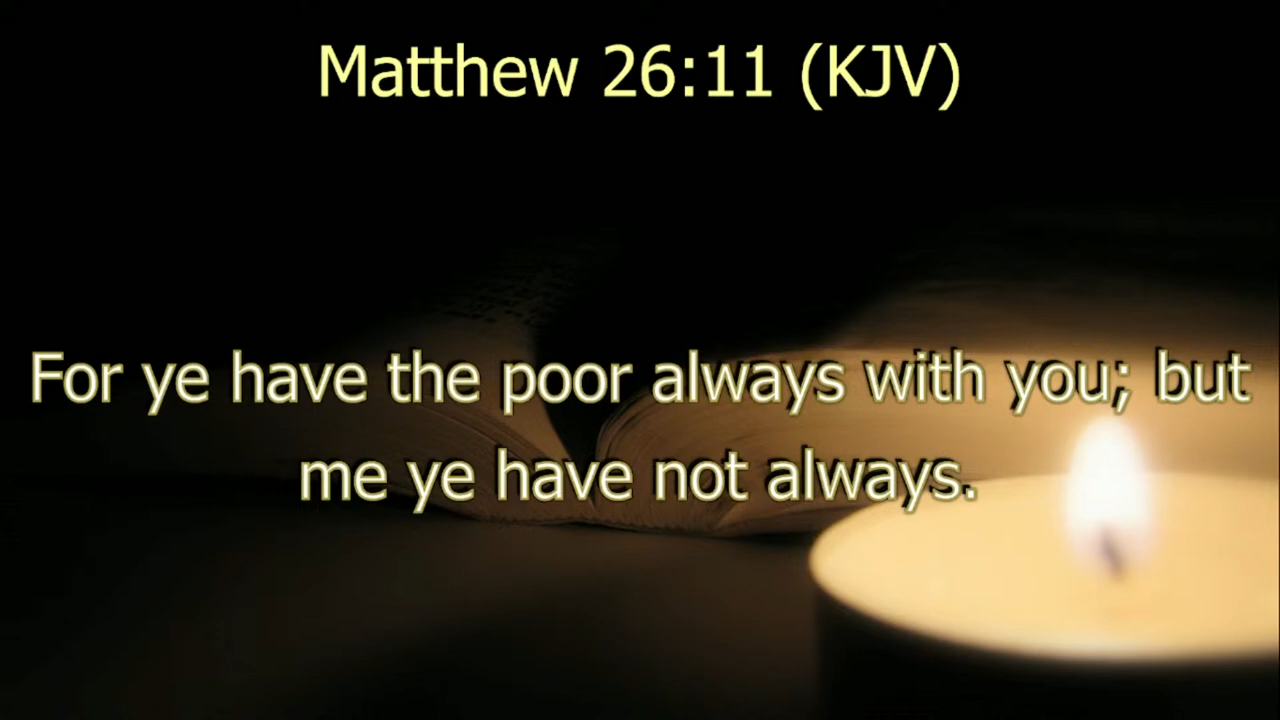 Matthew 26:11 (KJV)
For ye have the poor always with you; but
me ye have not always.